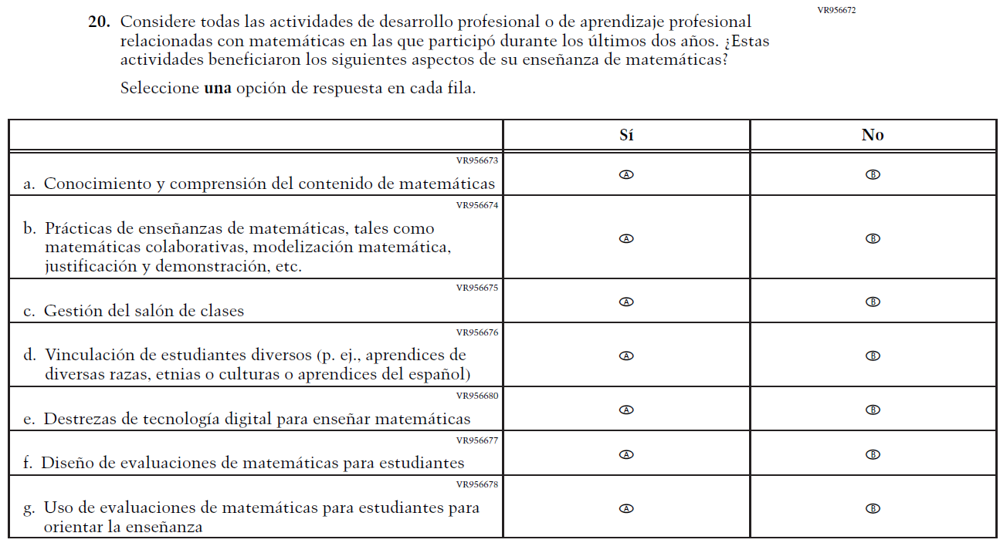 VR956672
20. Considere todas las actividades de desarrollo profesional o de aprendizaje profesional
relacionadas con matemáticas en las que participó durante los últimos dos años. ¿Estas
actividades beneficiaron los siguientes aspectos de su enseñanza de matemáticas?
Seleccione una opción de respuesta en cada fila.
Sí No
VR956673
a. Conocimiento y comprensión del contenido de matemáticas A B
VR956674
b. Prácticas de enseñanzas de matemáticas, tales como
matemáticas colaborativas, modelización matemática, A B
justificación y demonstración, etc.
VR956675
c. Gestión del salón de clases A B
VR956676
d. Vinculación de estudiantes diversos (p. ej., aprendices de A B
diversas razas, etnias o culturas o aprendices del español)
VR956680
e. Destrezas de tecnología digital para enseñar matemáticas A B
VR956677
f. Diseño de evaluaciones de matemáticas para estudiantes A B
VR956678
g. Uso de evaluaciones de matemáticas para estudiantes para A B
orientar la enseñanza